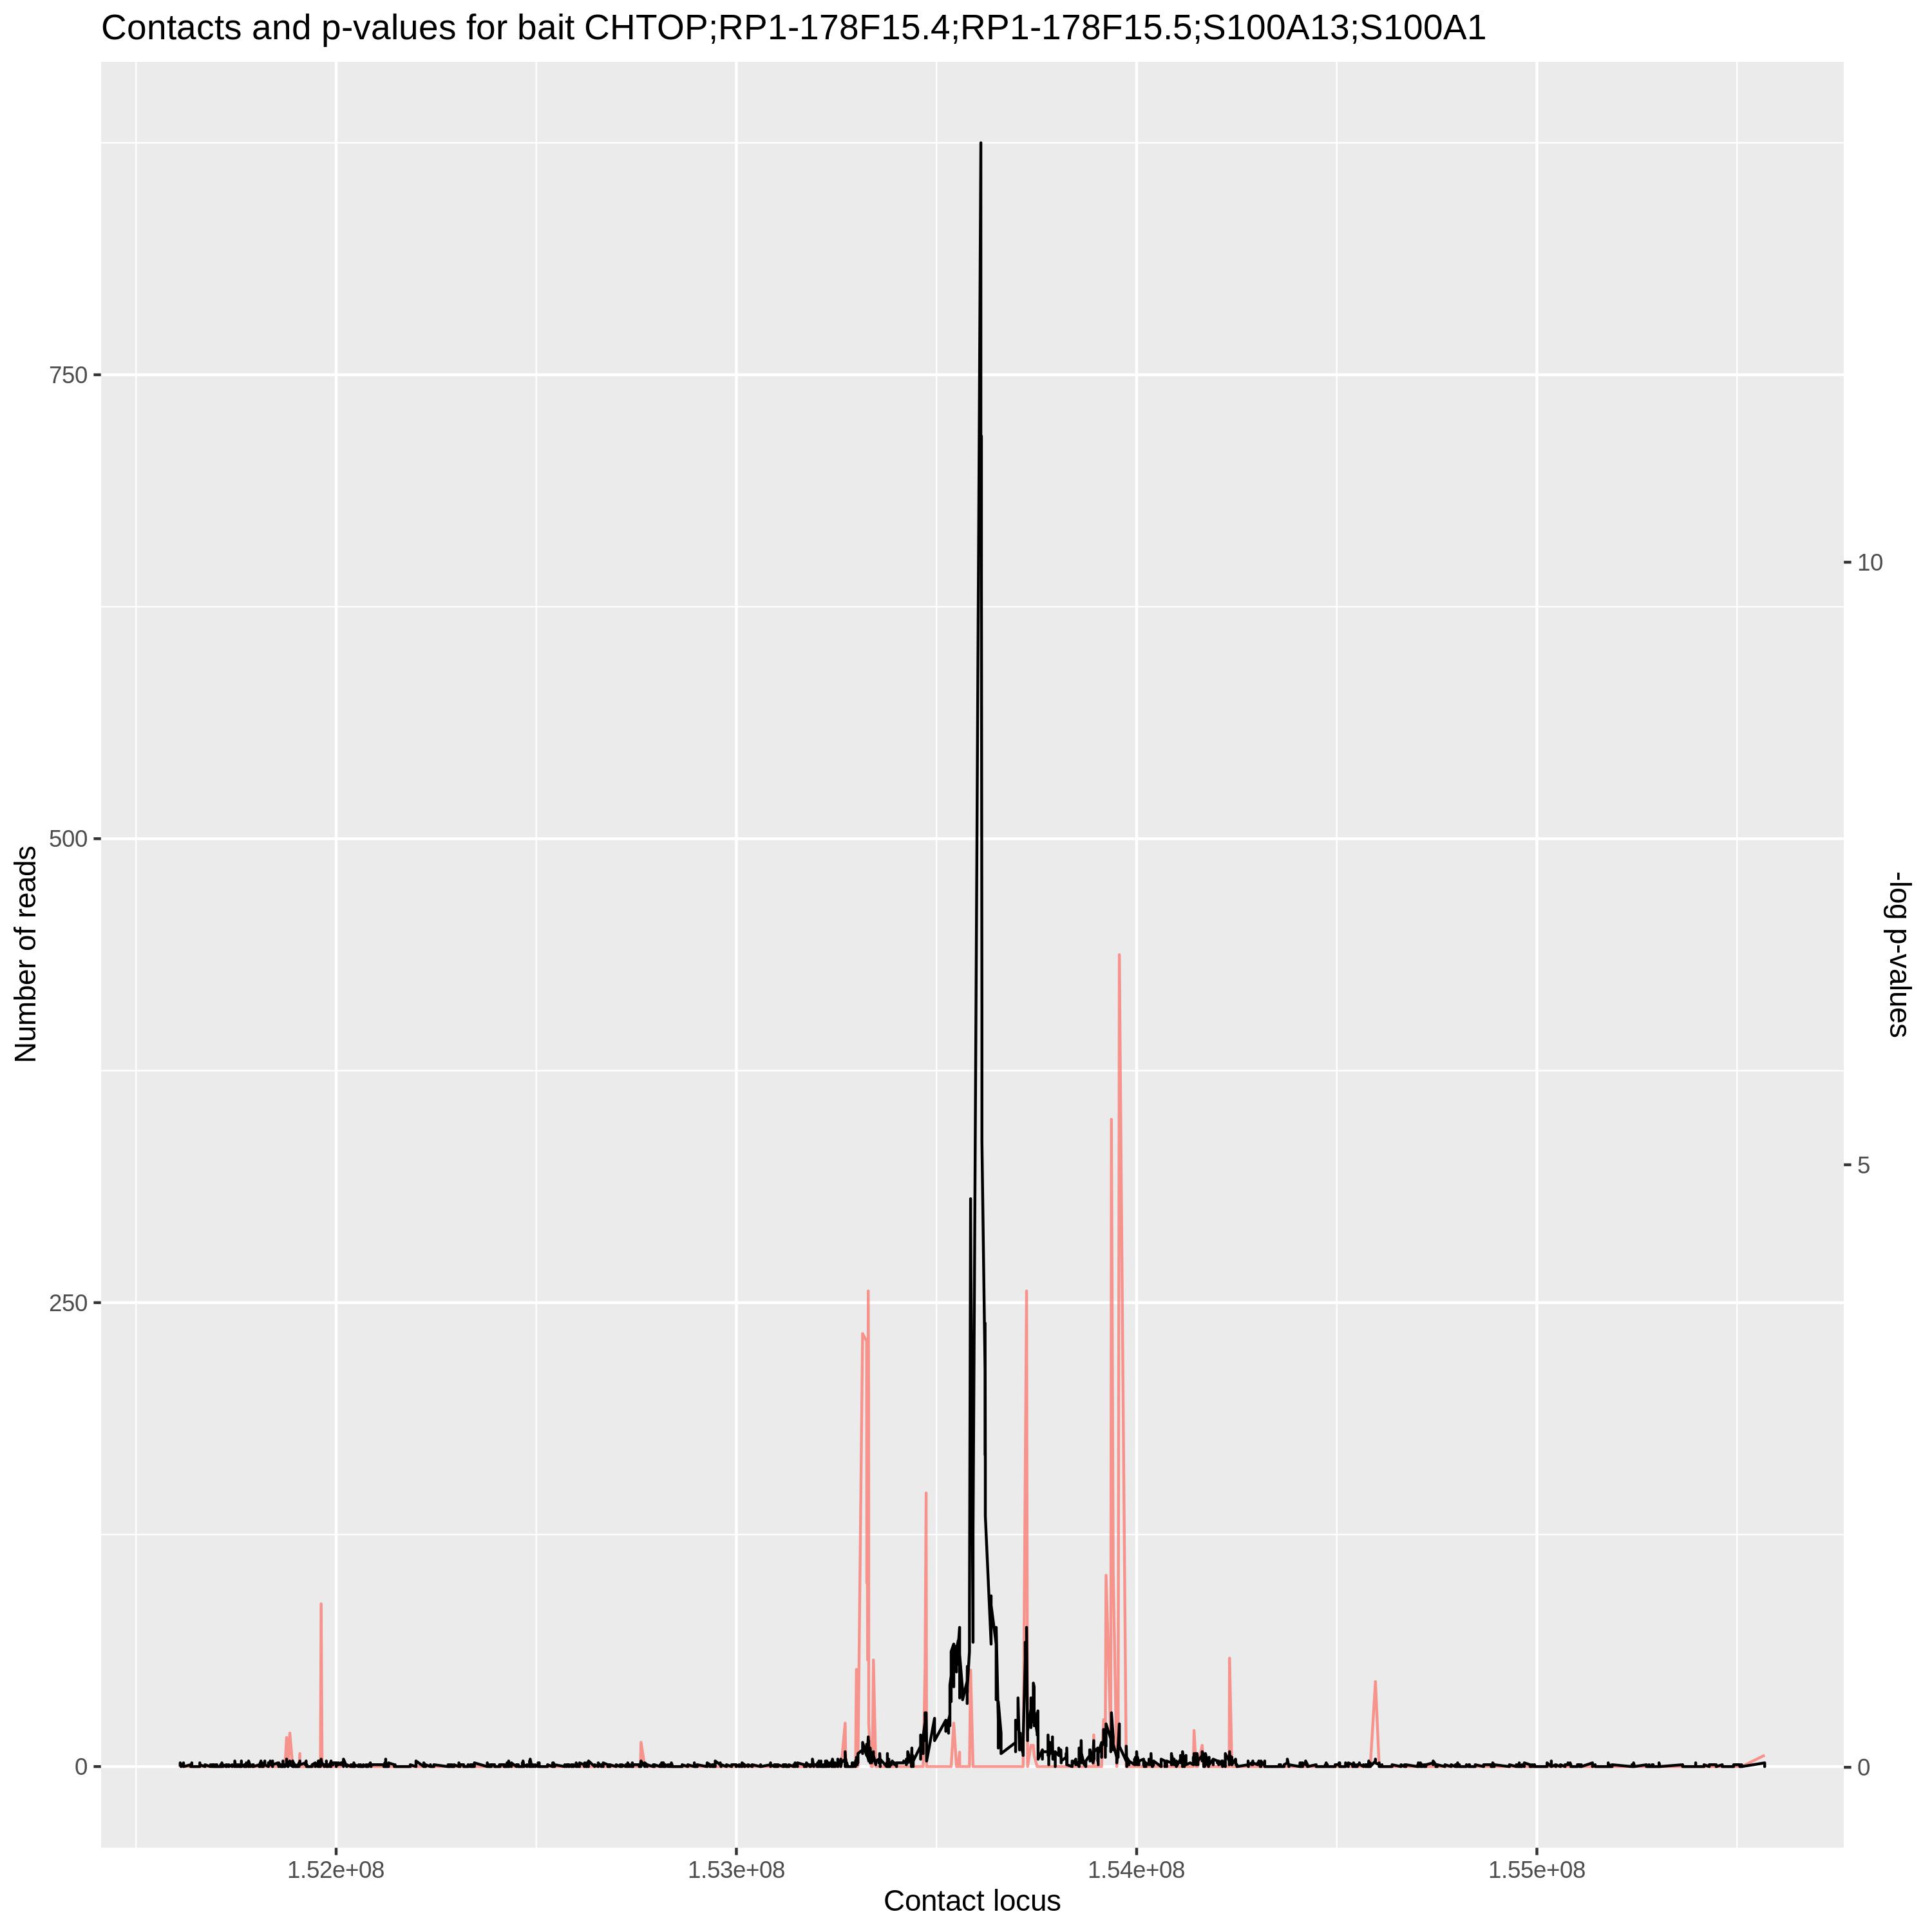 Contacts and p-values for bait CHTOP;RP1-178F15.4;RP1-178F15.5;S100A13;S100A1
750
500
250
0
Number of reads
10
5
0
-log p-values
1.52e+08
1.53e+08
1.54e+08
1.55e+08
Contact locus